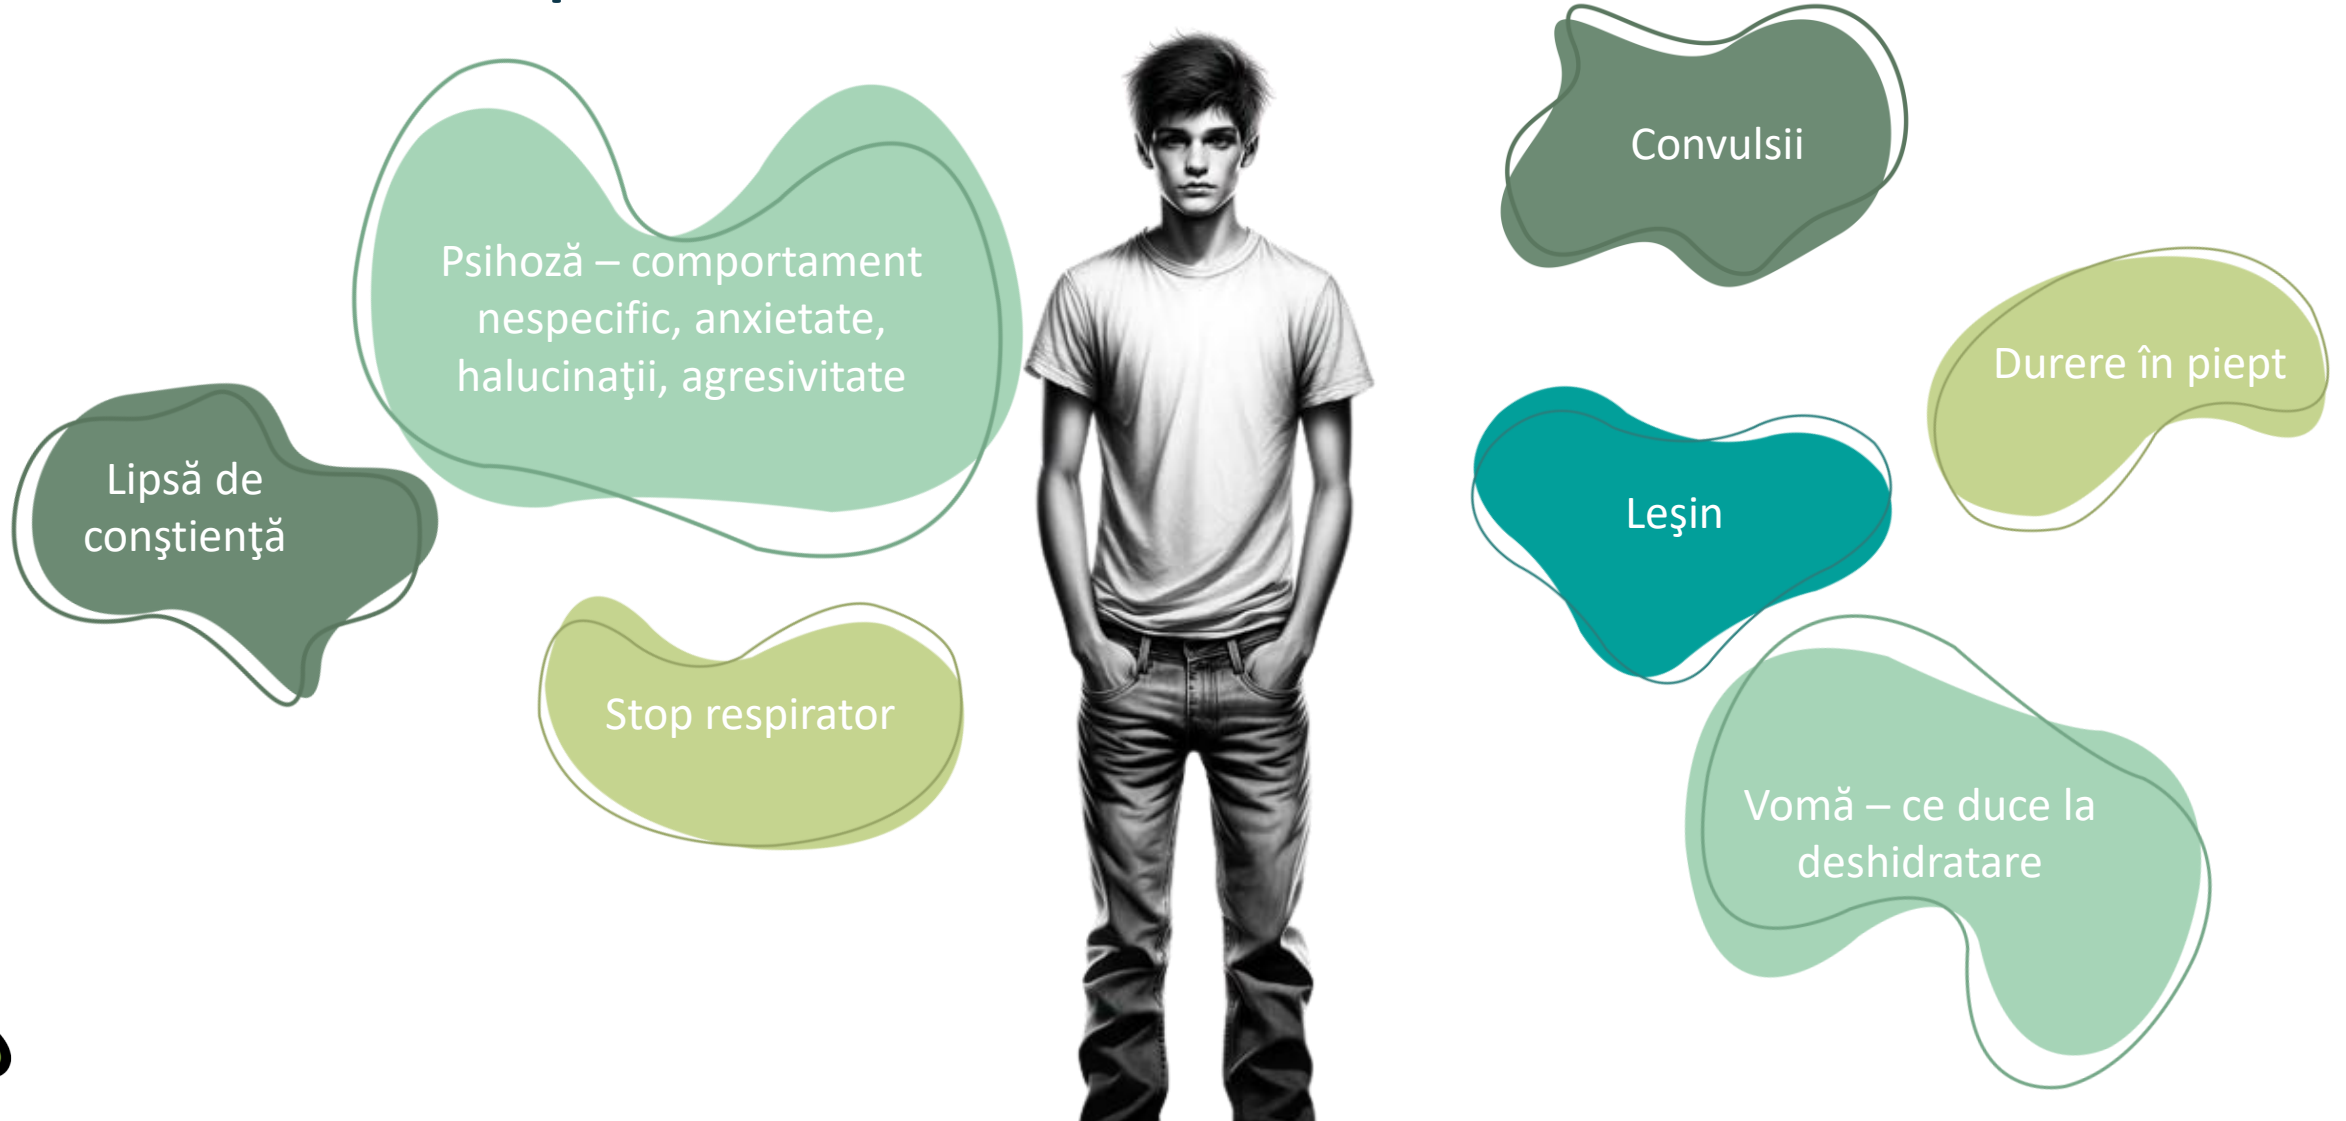 Psihoză – comportament
nespecific, anxietate,
halucinaţii, agresivitate
Lipsă de
conştienţă
Stop respirator
Convulsii
Durere în piept
Leşin
Vomă – ce duce la
deshidratare